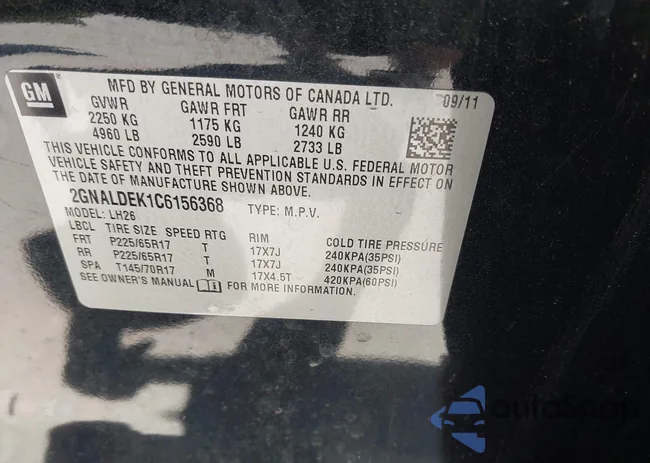 GM
MFD BY GENERAL MOTORS OF CANADA LTD. 09/11
GVWR GAWR FRT GAWR RR
2250 KG 1175 KG 1240 KG
4960 LB 2590 LB 2733 LB
THIS VEHICLE CONFORMS TO ALL APPLICABLE U.S. FEDERAL MOTOR
VEHICLE SAFETY AND THEFT PREVENTION STANDARDS IN EFFECT ON
THE DATE OF MANUFACTURE SHOWN ABOVE.
2GNALDEK1C6156368 TYPE: M.P.V.
MODEL: LH26
LBCL TIRE SIZE SPEED RTG RIM COLD TIRE PRESSURE
FRT P225/65R17 T 17X7J 240KPA(35PSI)
RR P225/65R17 T 17X7J 240KPA(35PSI)
SPA T145/70R17 M 17X4.5T 420KPA(60PSI)
SEE OWNER'S MANUAL FOR MORE INFORMATION.
autoSnap